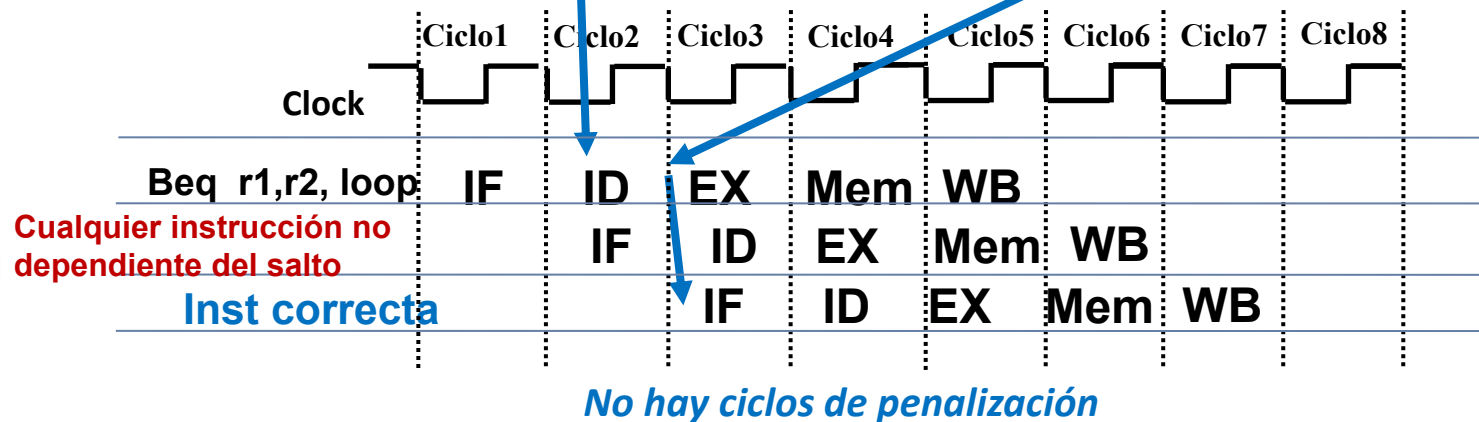 Ciclo1 Ciclo2 Ciclo3 Ciclo4 Ciclo5 Ciclo6 Ciclo7 Ciclo8
Clock
Beq r1,r2, loop IF ID EX Mem WB
Cualquier instrucción no
dependiente del salto IF ID EX Mem WB
Inst correcta IF ID EX Mem WB
No hay ciclos de penalización